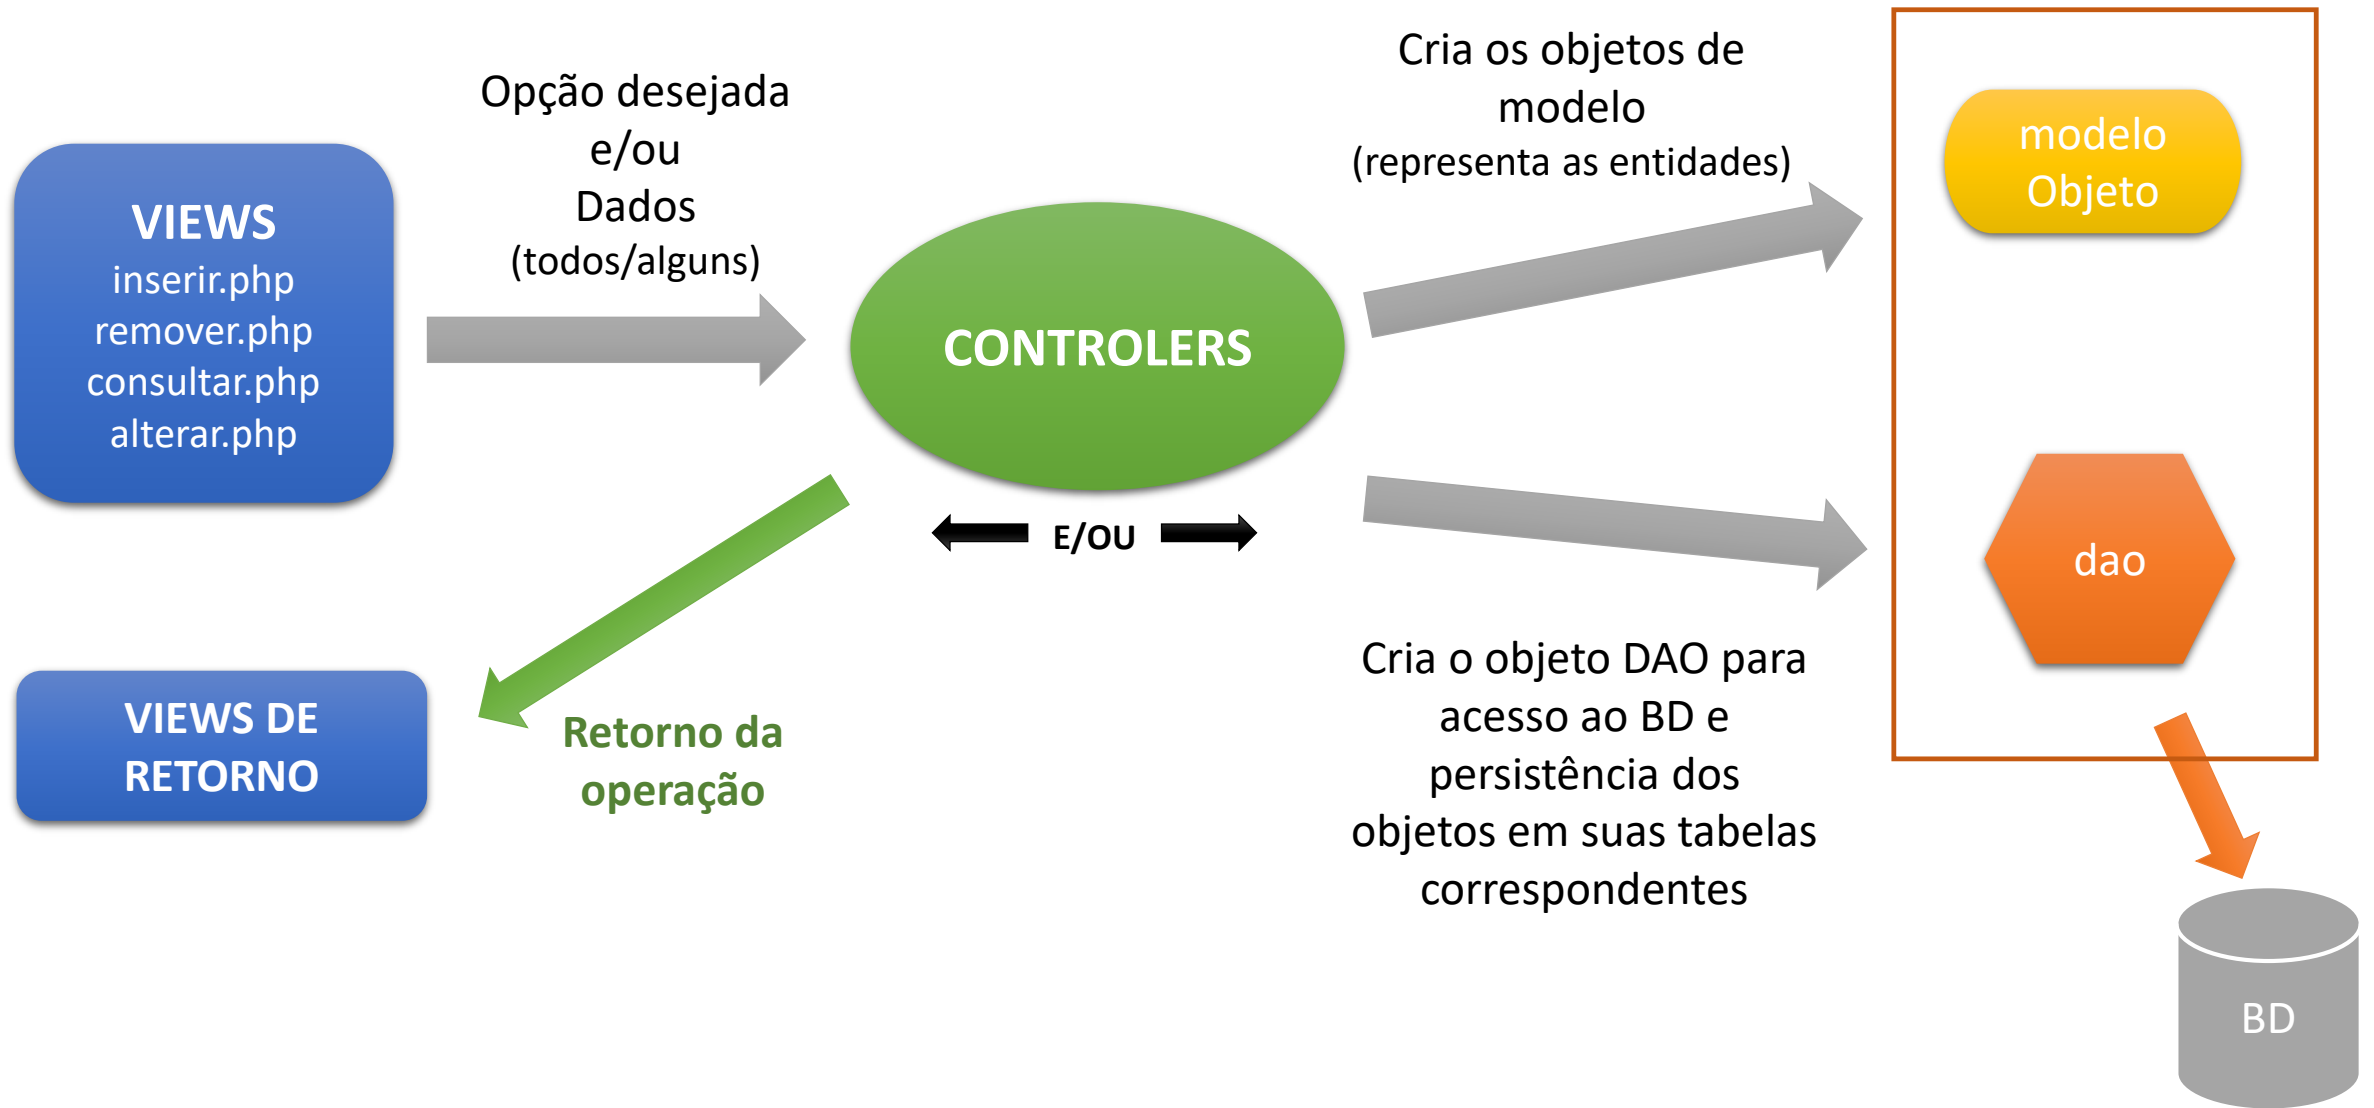 VIEWS
inserir.php
remover.php
consultar.php
alterar.php
Opção desejada
e/ou
Dados
(todos/alguns)
CONTROLERS
E/OU
Cria os objetos de
modelo
(representa as entidades)
modelo
Objeto
dao
Cria o objeto DAO para
acesso ao BD e
persistência dos
objetos em suas tabelas
correspondentes
BD
Retorno da
operação
VIEWS DE
RETORNO